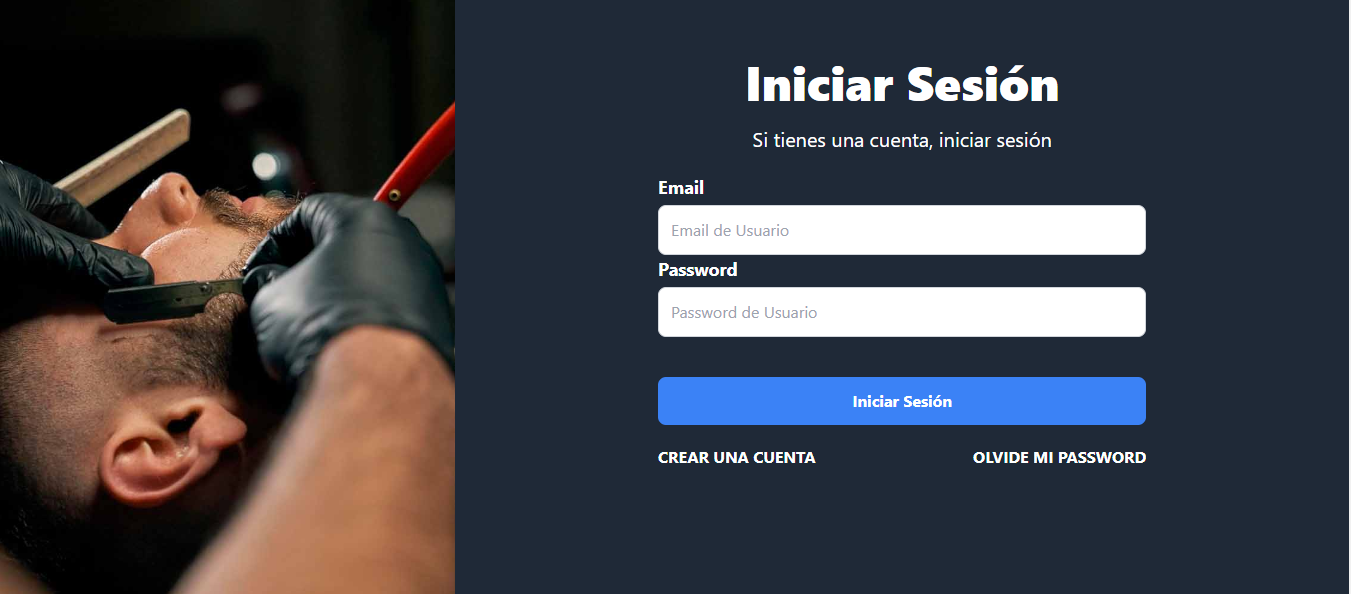 Iniciar Sesión
Si tienes una cuenta, iniciar sesión
Email
Email de Usuario
Password
Password de Usuario
Iniciar Sesión
CREAR UNA CUENTA
OLVIDE MI PASSWORD